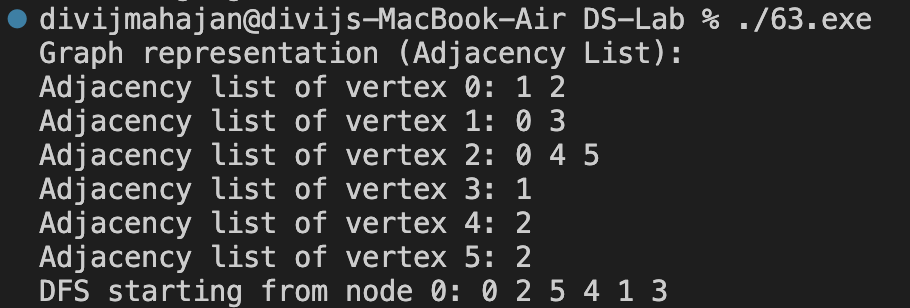 divijmahajan@divijs-MacBook-Air DS-Lab % ./63.exe
Graph representation (Adjacency List):
Adjacency list of vertex 0: 1 2
Adjacency list of vertex 1: 0 3
Adjacency list of vertex 2: 0 4 5
Adjacency list of vertex 3: 1
Adjacency list of vertex 4: 2
Adjacency list of vertex 5: 2
DFS starting from node 0: 0 2 5 4 1 3